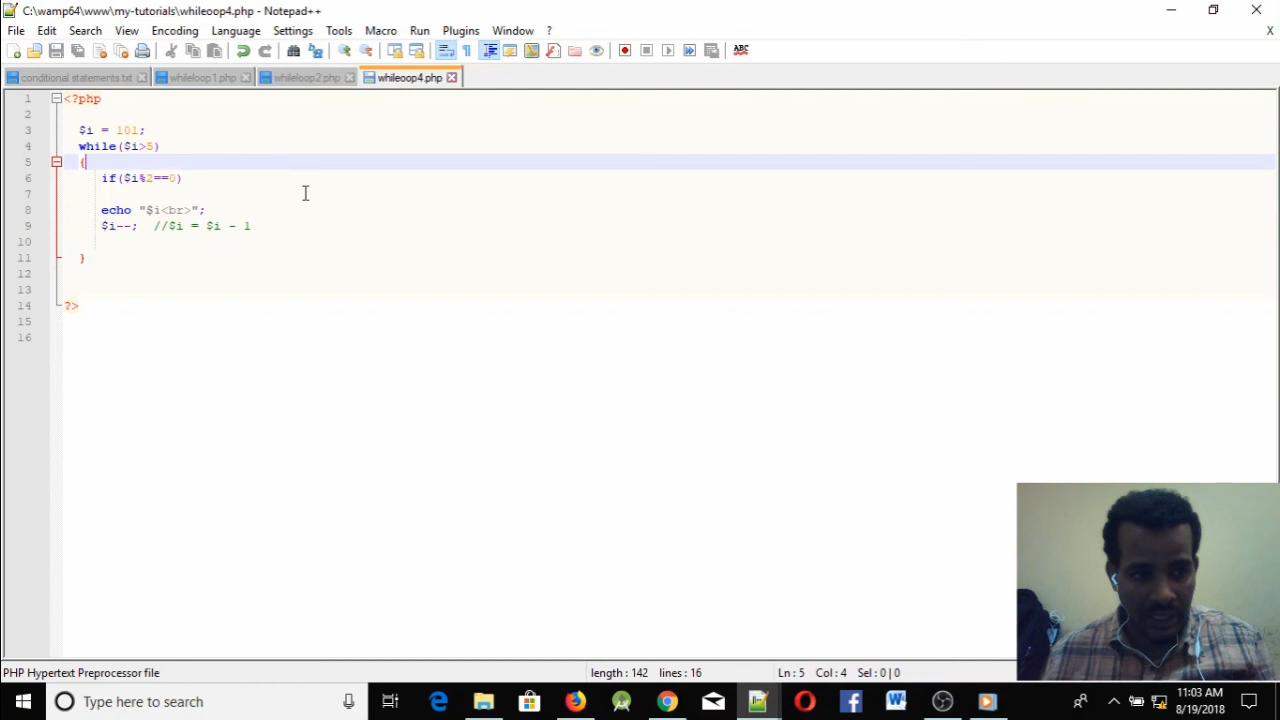 C:\wamp64\www\my-tutorials\whileoop4.php - Notepad++
File Edit Search View Encoding Language Settings Tools Macro Run Plugins Window ? X
ABC
conditional statements.txt whileloop1.php whileloop2.php whileoop4.php
1 <?php
2
3 $i = 101;
4 while($i>5)
5 {
6 if($i%2==0)
7
8 echo "$i<br>";
9 $i--; //$i = $i - 1
10
11 }
12
13
14 ?>
15
16
PHP Hypertext Preprocessor file length : 142 lines : 16 Ln : 5 Col : 4 Sel : 0 | 0
Type here to search
11:03 AM
8/19/2018